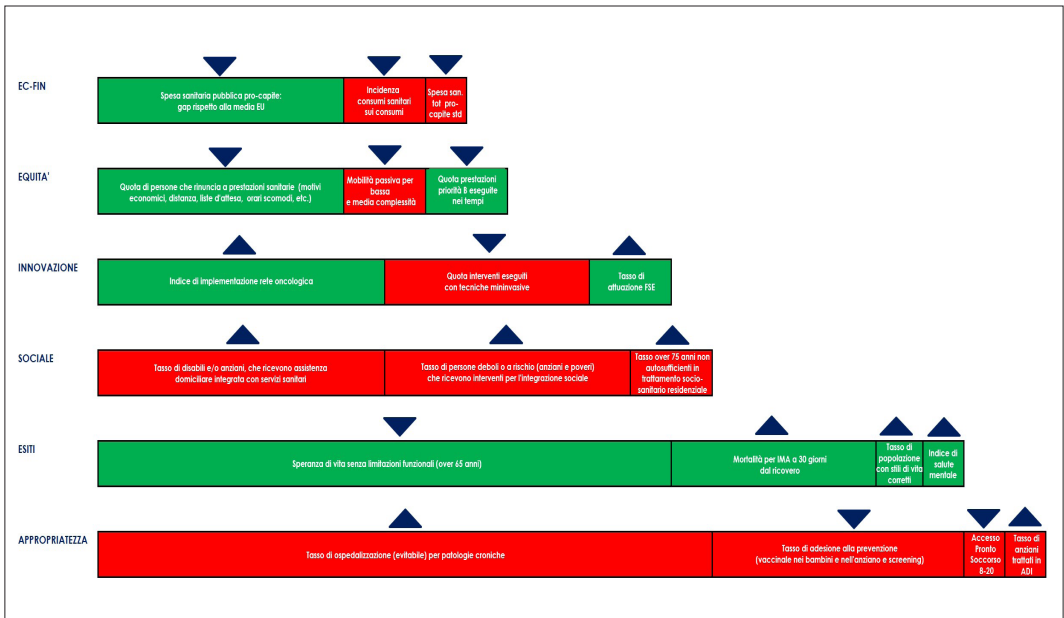 EC-FIN
Spesa sanitaria pubblica pro-capite:
gap rispetto alla media EU
Incidenza
consumi sanitari
sui consumi
Spesa san.
tot pro-
capite std
EQUITA'
Quota di persone che rinuncia a prestazioni sanitarie (motivi
economici, distanza, liste d'attesa, orari scomodi, etc.)
Mobilità passiva per
bassa
e media complessità
Quota prestazioni
priorità B eseguite
nei tempi
INNOVAZIONE
Indice di implementazione rete oncologica
Quota interventi eseguiti
con tecniche mininvasive
Tasso di
attuazione FSE
SOCIALE
Tasso di disabili e/o anziani, che ricevono assistenza
domiciliare integrata con servizi sanitari
Tasso di persone deboli o a rischio (anziani e poveri)
che ricevono interventi per l'integrazione sociale
Tasso over 75 anni non
autosufficienti in
trattamento socio-
sanitario residenziale
ESITI
Speranza di vita senza limitazioni funzionali (over 65 anni)
Mortalità per IMA a 30 giorni
dal ricovero
Tasso di
popolazione
con stili di vita
corretti
Indice di
salute
mentale
APPROPRIATEZZA
Tasso di ospedalizzazione (evitabile) per patologie croniche
Tasso di adesione alla prevenzione
(vaccinale nei bambini e nell'anziano e screening)
Accesso
Pronto
Soccorso
8-20
Tasso di
anziani
trattati in
ADI